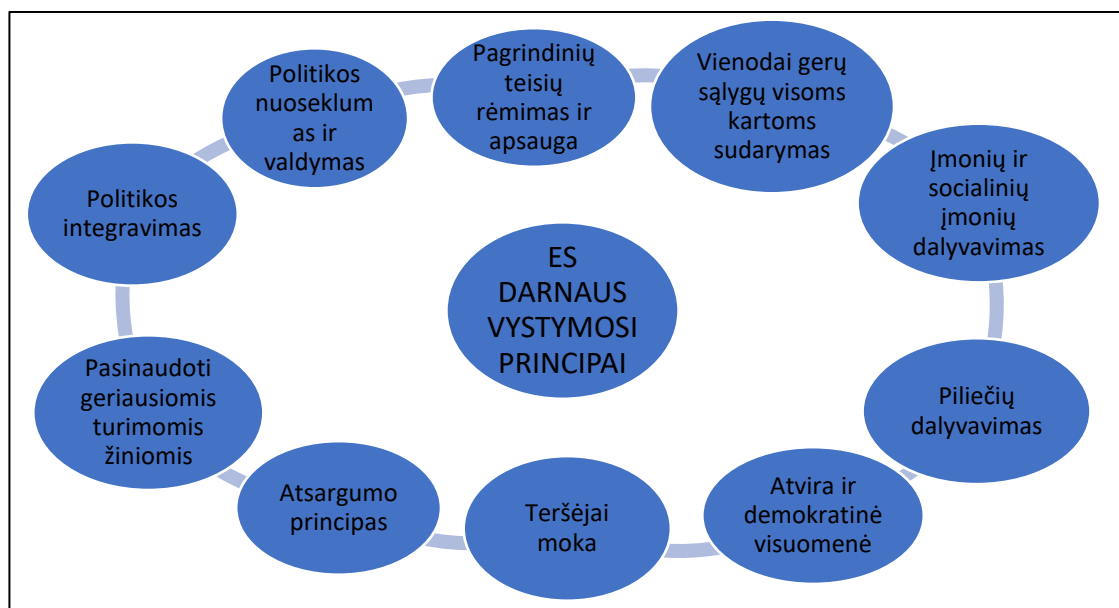 Pagrindinių
teisių
rėmimas ir
apsauga
Vienodai gerų
sąlygų visoms
kartoms
sudarymas
Įmonių ir
socialinių
įmonių
dalyvavimas
Piliečių
dalyvavimas
Atvira ir
demokratinė
visuomenė
Teršėjai
moka
Atsargumo
principas
Pasinaudoti
geriausiomis
turimomis
žiniomis
Politikos
integravimas
Politikos
nuoseklum
as ir
valdymas
ES
DARNAUS
VYSTYMOSI
PRINCIPAI